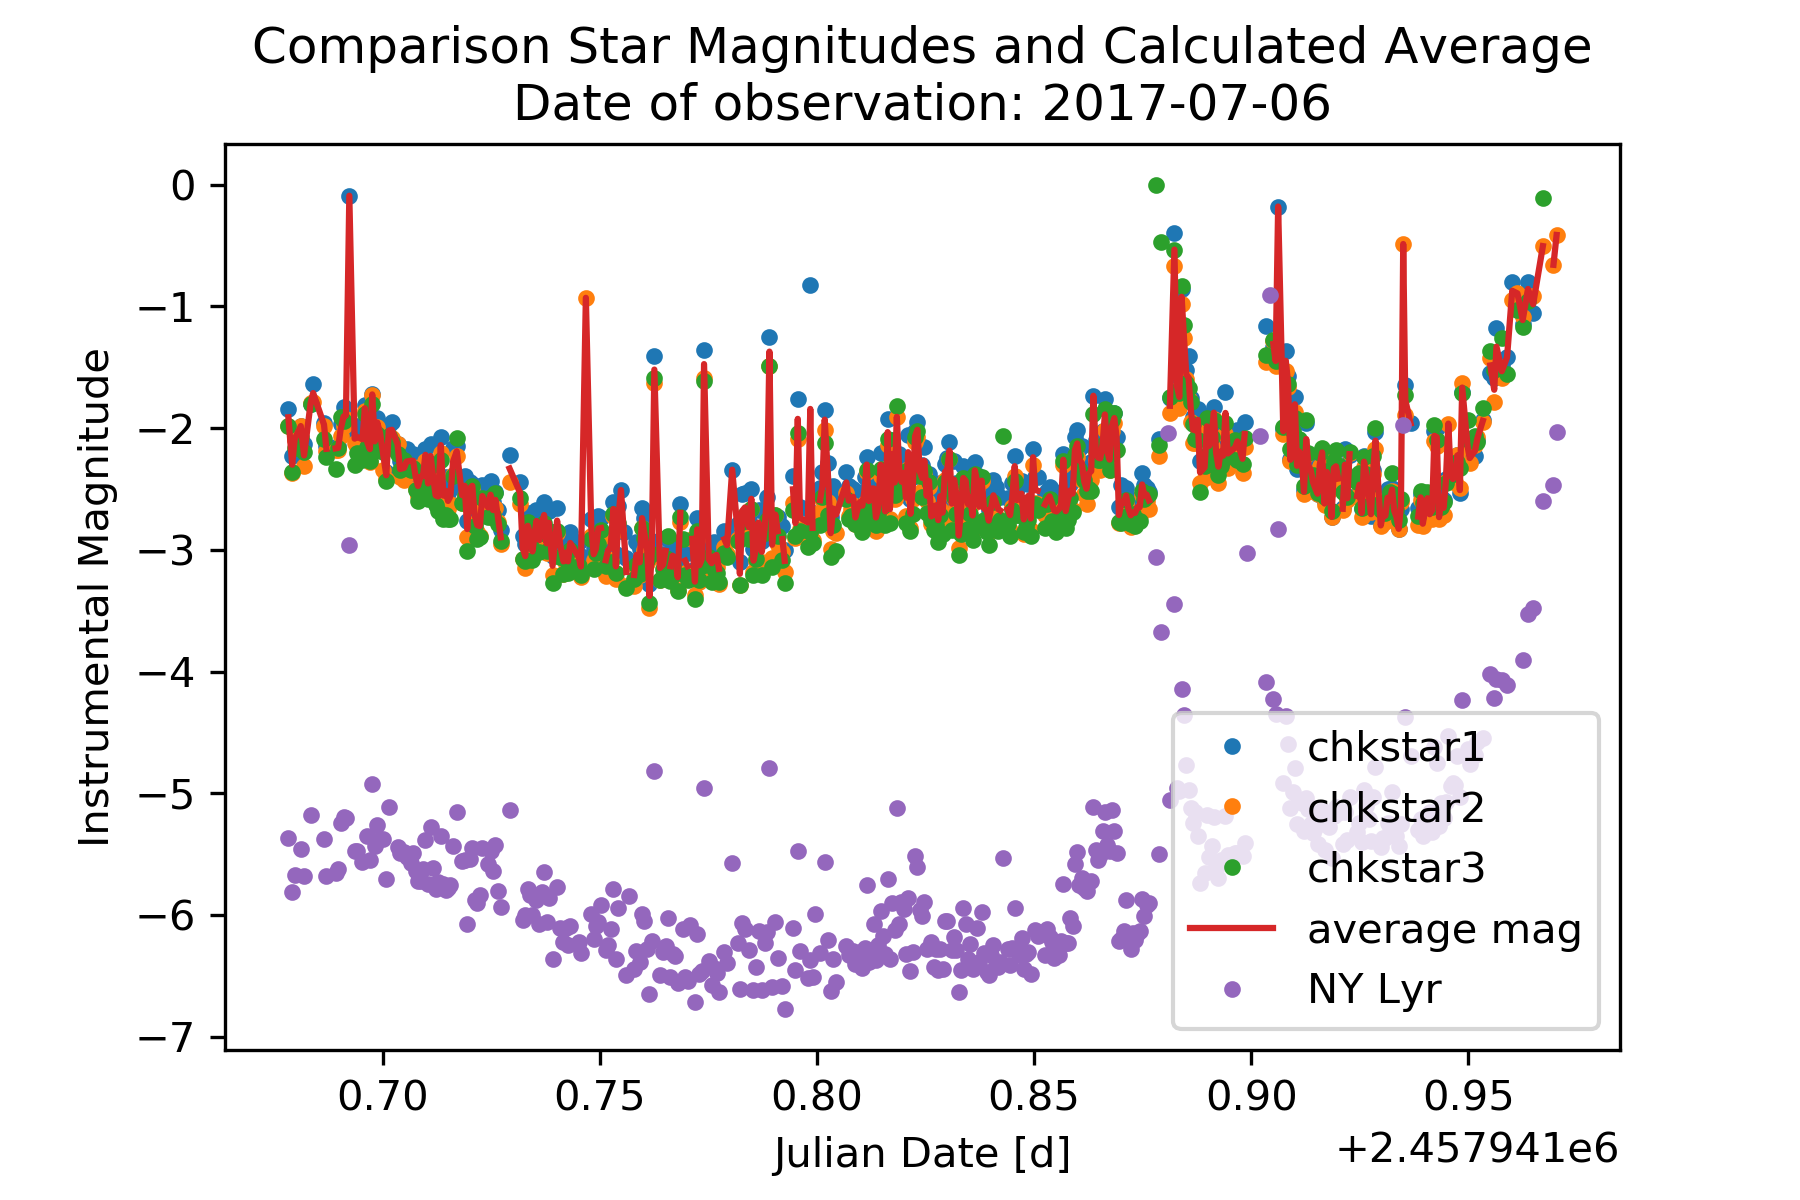 Comparison Star Magnitudes and Calculated Average
Date of observation: 2017-07-06
Instrumental Magnitude
0
−1
−2
−3
−4
−5
−6
−7
chkstar1
chkstar2
chkstar3
average mag
NY Lyr
0.70 0.75 0.80 0.85 0.90 0.95
Julian Date [d]
+2.457941e6